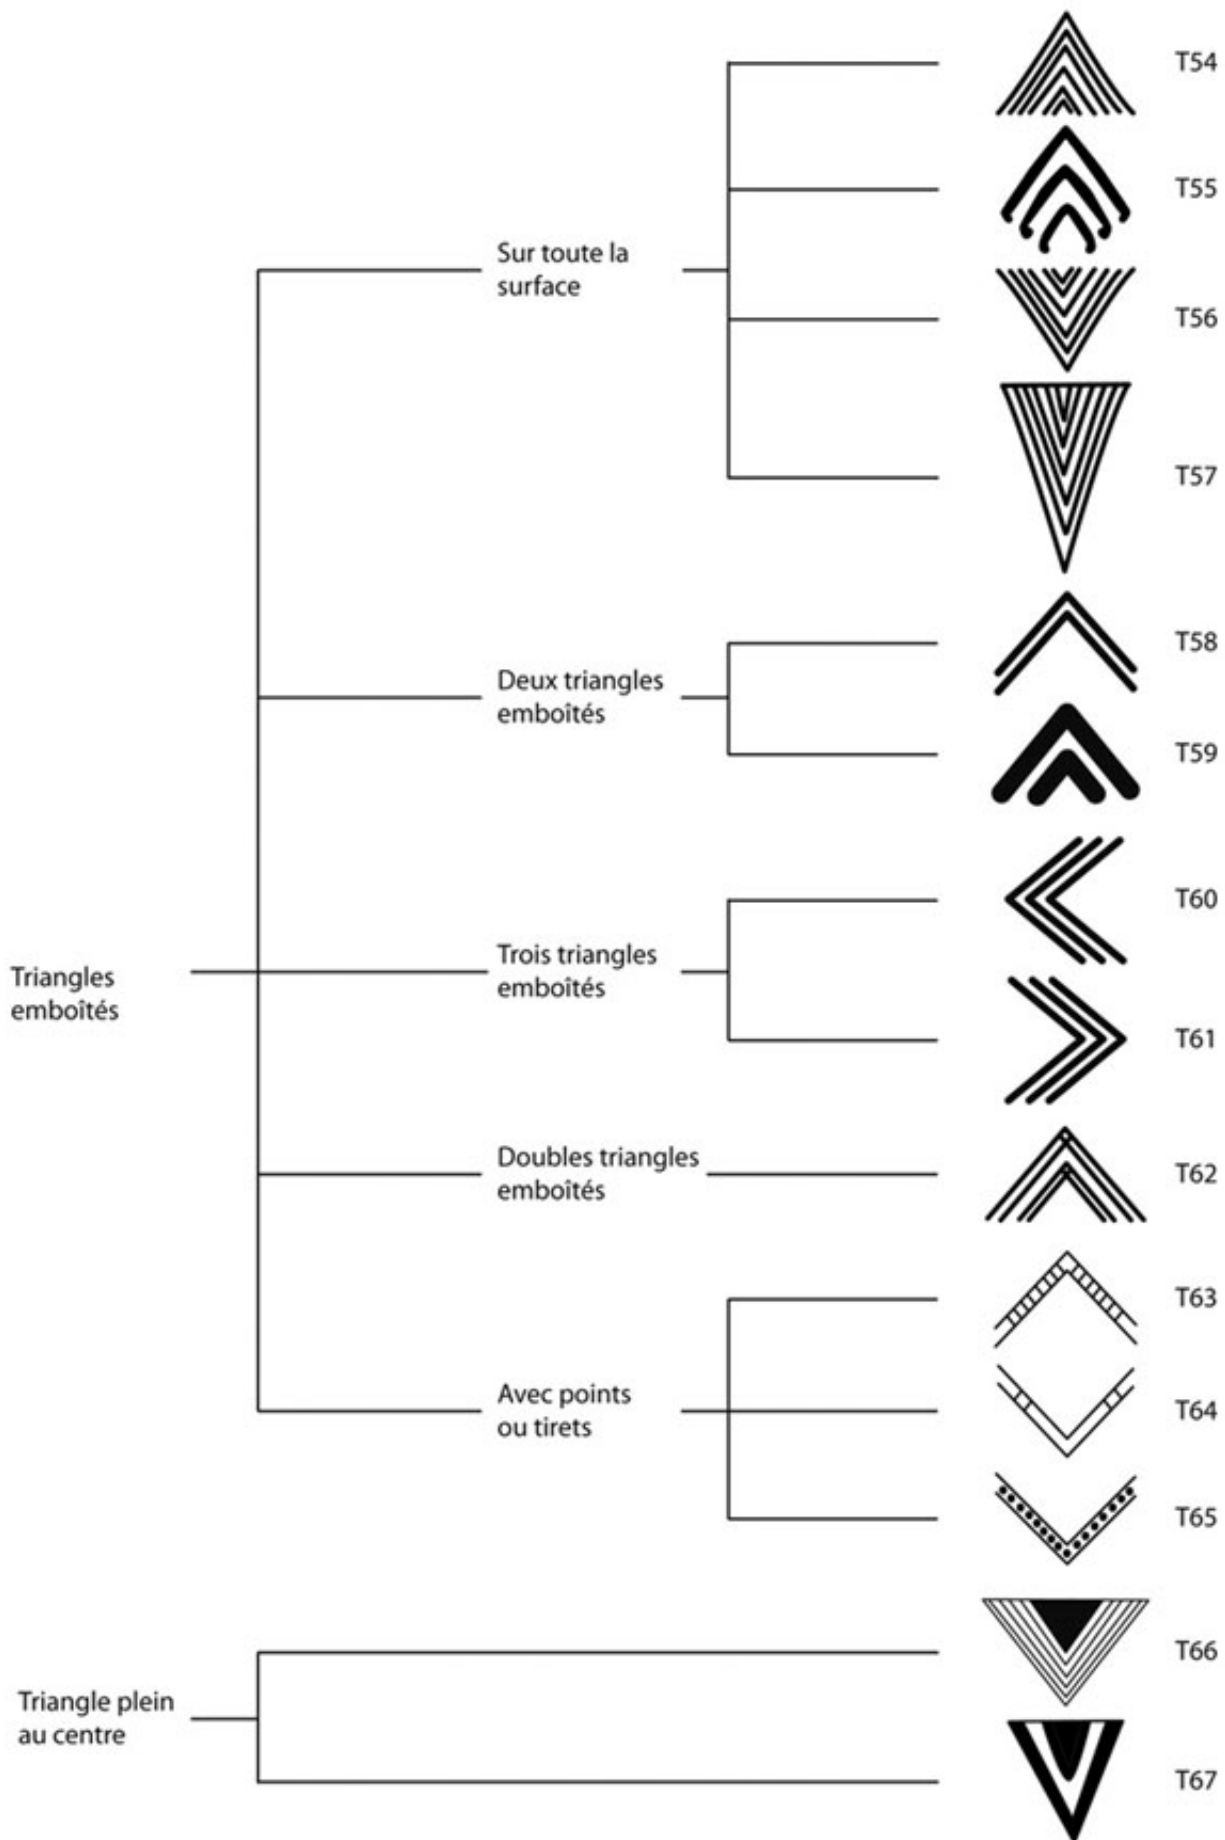 T54
T55
Sur toute la
surface
T56
T57
T58
Deux triangles
emboîtés
T59
T60
Trois triangles
emboîtés
Triangles
emboîtés
T61
Doubles triangles
emboîtés
T62
T63
Avec points
ou tirets
T64
T65
T66
Triangle plein
au centre
T67